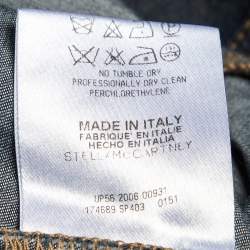 NO TUMBLE DRY
PROFESSIONALLY DRY CLEAN
PERCHLORETHYLENE
MADE IN ITALY
FABRIQUÉ EN ITALIE
HECHO EN ITALIA
STELLA McCARTNEY
UP56 2006 00931
174689 SP403 0151